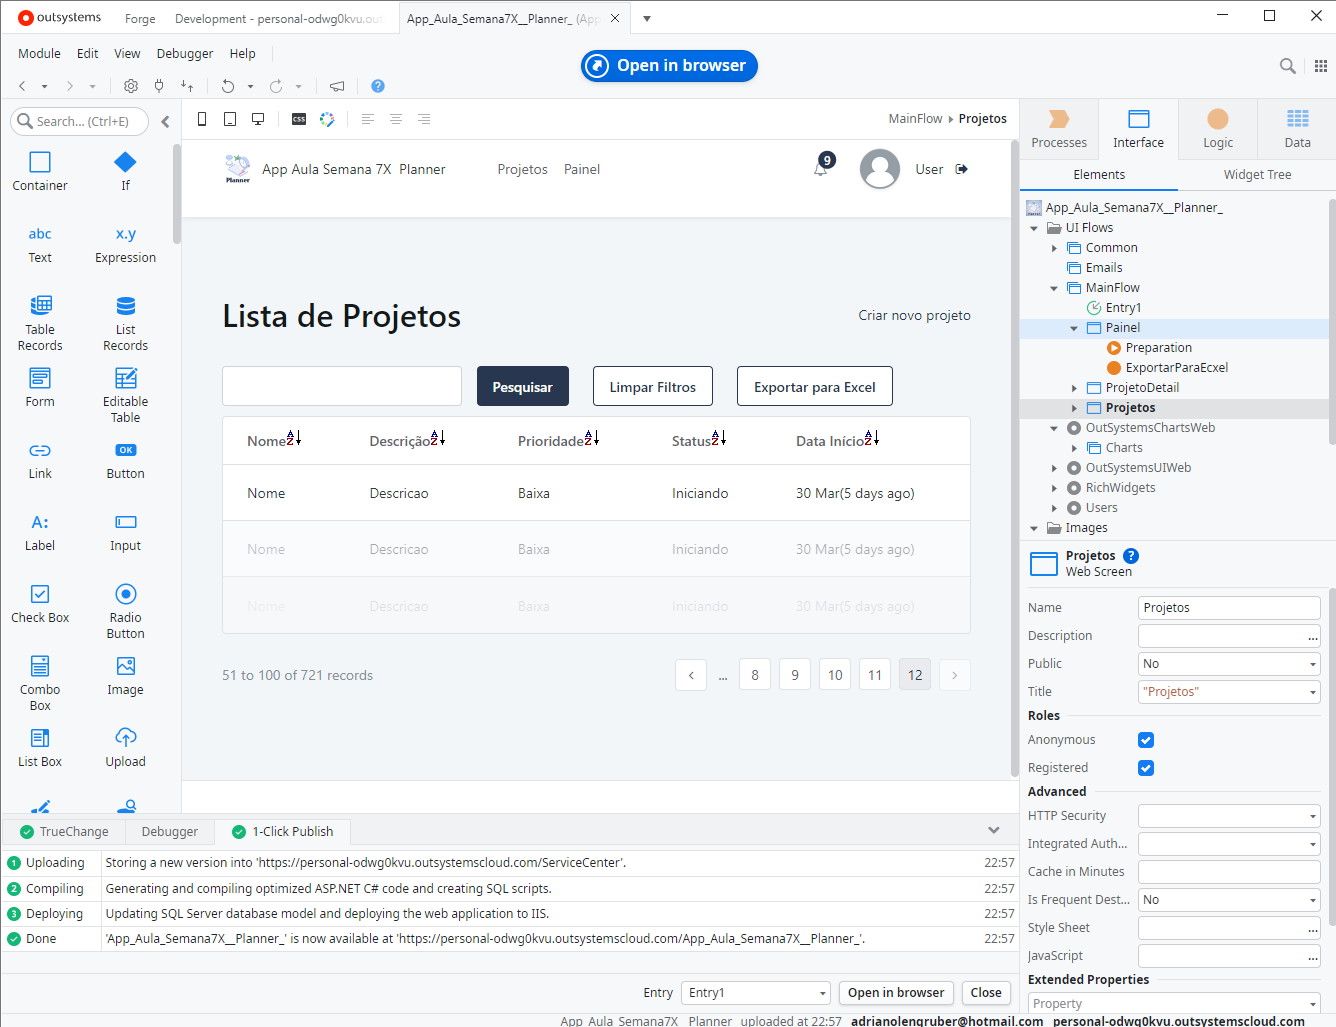 outsystems
Forge
Development - personal-odwg0kvu.ou
App_Aula_Semana7X__Planner_ (App
Module Edit View Debugger Help
Open in browser
Search... (Ctrl+E)
Container
If
abc
Text
x.y
Expression
Table Records
List Records
Form
Editable Table
Link
OK
Button
A:
Label
Input
Check Box
Radio Button
Combo Box
Image
List Box
Upload
css
MainFlow
Projetos
Planner
App Aula Semana 7X Planner
Projetos
Painel
9
User
Lista de Projetos
Criar novo projeto
Pesquisar
Limpar Filtros
Exportar para Excel
Nome Descrição Prioridade Status Data Início
Nome Descricao Baixa Iniciando 30 Mar(5 days ago)
Nome Descricao Baixa Iniciando 30 Mar(5 days ago)
Nome Descricao Baixa Iniciando 30 Mar(5 days ago)
51 to 100 of 721 records
< ... 8 9 10 11 12 >
Processes
Interface
Logic
Data
Elements
Widget Tree
App_Aula_Semana7X__Planner_
UI Flows
Common
Emails
MainFlow
Entry1
Painel
Preparation
ExportarParaEcxel
ProjetoDetail
Projetos
OutSystemsChartsWeb
Charts
OutSystemsUIWeb
RichWidgets
Users
Images
Projetos ?
Web Screen
Name Projetos
Description ...
Public No
Title "Projetos"
Roles
Anonymous
Registered
Advanced
HTTP Security
Integrated Auth...
Cache in Minutes
Is Frequent Dest... No
Style Sheet ...
JavaScript ...
Extended Properties
Property
TrueChange
Debugger
1-Click Publish
1 Uploading Storing a new version into 'https://personal-odwg0kvu.outsystemscloud.com/ServiceCenter'. 22:57
2 Compiling Generating and compiling optimized ASP.NET C# code and creating SQL scripts. 22:57
3 Deploying Updating SQL Server database model and deploying the web application to IIS. 22:57
Done 'App_Aula_Semana7X__Planner_' is now available at 'https://personal-odwg0kvu.outsystemscloud.com/App_Aula_Semana7X__Planner_'. 22:57
Entry Entry1 Open in browser Close
App_Aula_Semana7X__Planner_ uploaded at 22:57 adrianolengruber@hotmail.com personal-odwg0kvu.outsystemscloud.com